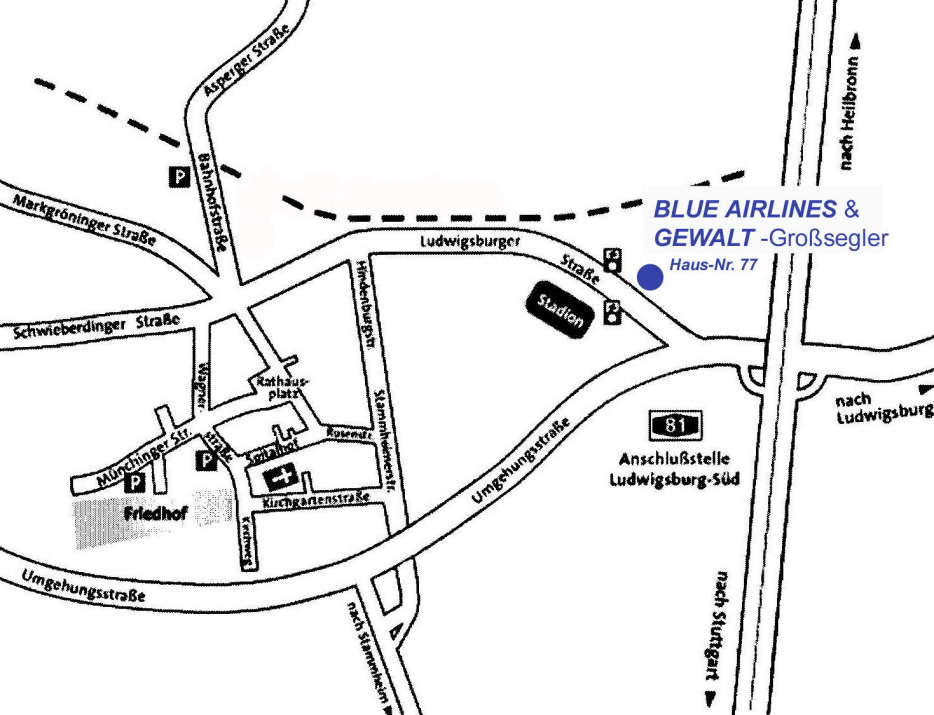 Asperger Straße
nach Heilbronn
P
Bahnhofstraße
Markgröninger Straße
BLUE AIRLINES &
GEWALT -Großsegler
Haus-Nr. 77
Ludwigsburger
Straße
Stadion
Hindenburgstr.
Schwieberdinger Straße
Wagner-
straße
Rathaus-
platz
nach
Ludwigsburg
Stammheimerstr.
81
Anschlußstelle
Ludwigsburg-Süd
Rosenstr.
Münchinger Str.
Spitalhof
P
P
Umgehungsstraße
Kirchgartenstraße
Friedhof
Kirchweg
Umgehungsstraße
nach Stammheim
nach Stuttgart